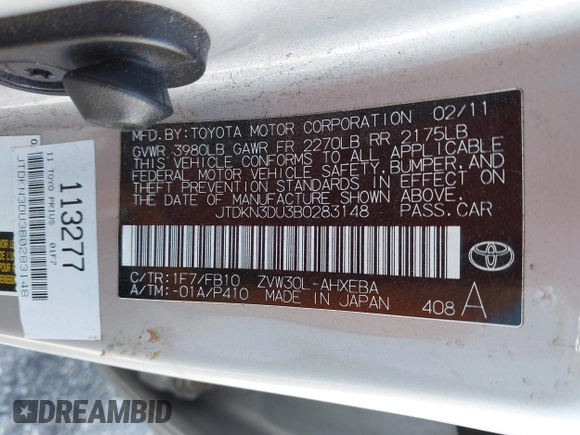 MFD.BY:TOYOTA MOTOR CORPORATION 02/11
GVWR 3980LB GAWR FR 2270LB RR 2175LB
THIS VEHICLE CONFORMS TO ALL APPLICABLE
FEDERAL MOTOR VEHICLE SAFETY,BUMPER,AND
THEFT PREVENTION STANDARDS IN EFFECT ON
THE DATE OF MANUFACTURE SHOWN ABOVE.
JTDKN3DU3B0283148 PASS.CAR
C/TR:1F7/FB10 ZVW30L-AHXEBA
A/TM:-01A/P410 MADE IN JAPAN
408 A
TOYOTA
113277
11 TOYO PRIUS 01F7
JTDKN3DU3B0283148
DREAMBID